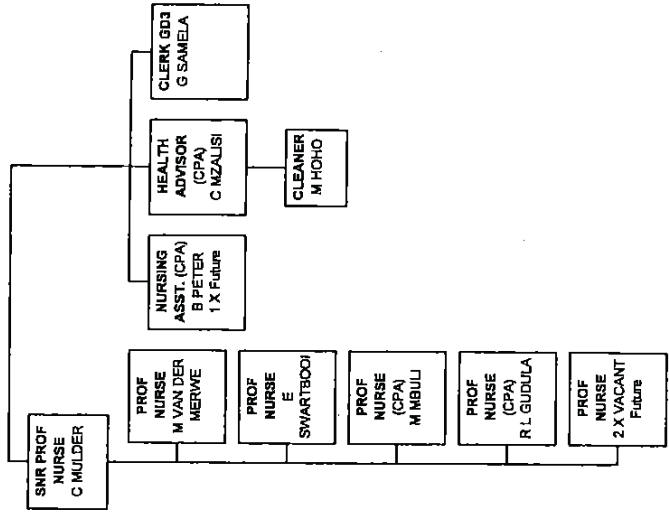 SNR PROF
NURSE
C MULDER
PROF
NURSE
M VAN DER
MERWE
PROF
NURSE
E
SWARTBOOI
PROF
NURSE
(CPA)
M MBULI
PROF
NURSE
(CPA)
R L GUDULA
PROF
NURSE
2 X VACANT
Future
NURSING
ASST. (CPA)
B PETER
1 X Future
HEALTH
ADVISOR
(CPA)
C MZALISI
CLERK GD3
G SAMELA
CLEANER
M HOHO